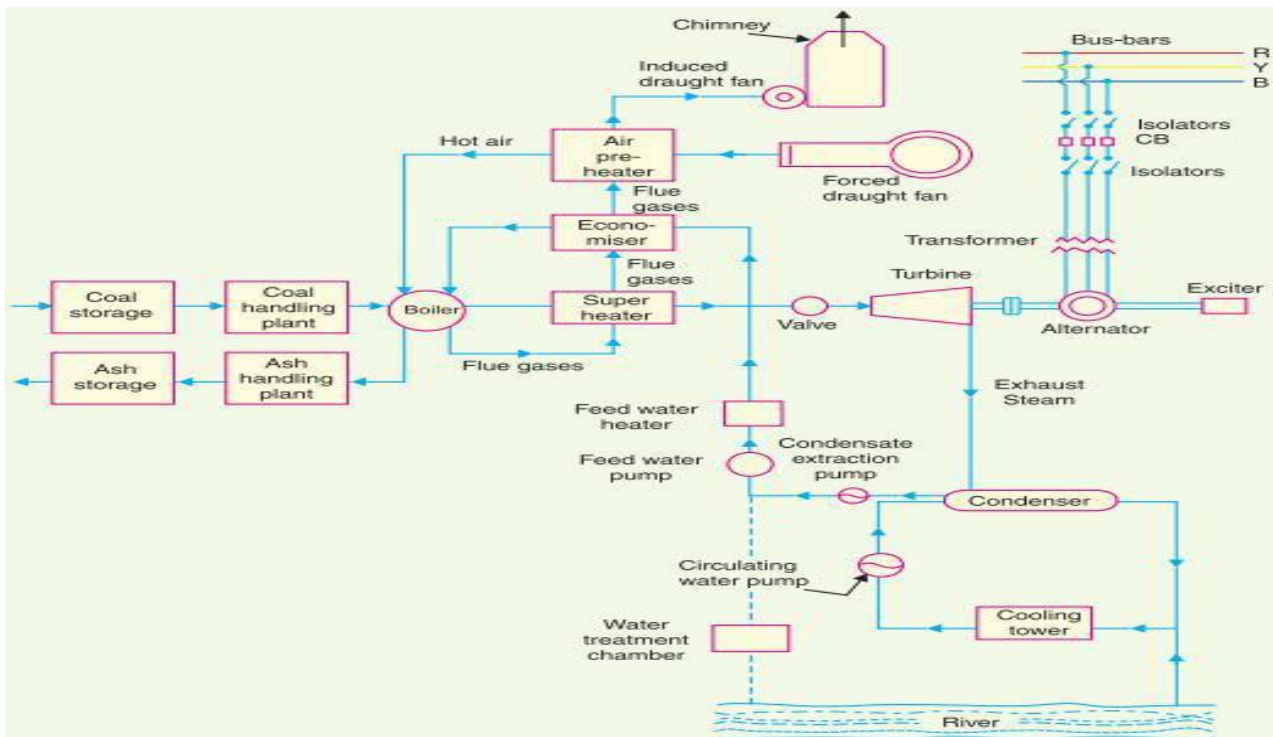 Chimney
Bus-bars
R
Y
B
Induced
draught fan
Isolators
CB
Isolators
Hot air
Air
pre-
heater
Forced
draught fan
Flue
gases
Econo-
miser
Transformer
Flue
gases
Turbine
Exciter
Coal
storage
Coal
handling
plant
Boiler
Super
heater
Valve
Alternator
Ash
storage
Ash
handling
plant
Flue gases
Exhaust
Steam
Feed water
heater
Feed water
pump
Condensate
extraction
pump
Condenser
Circulating
water pump
Cooling
tower
Water
treatment
chamber
River